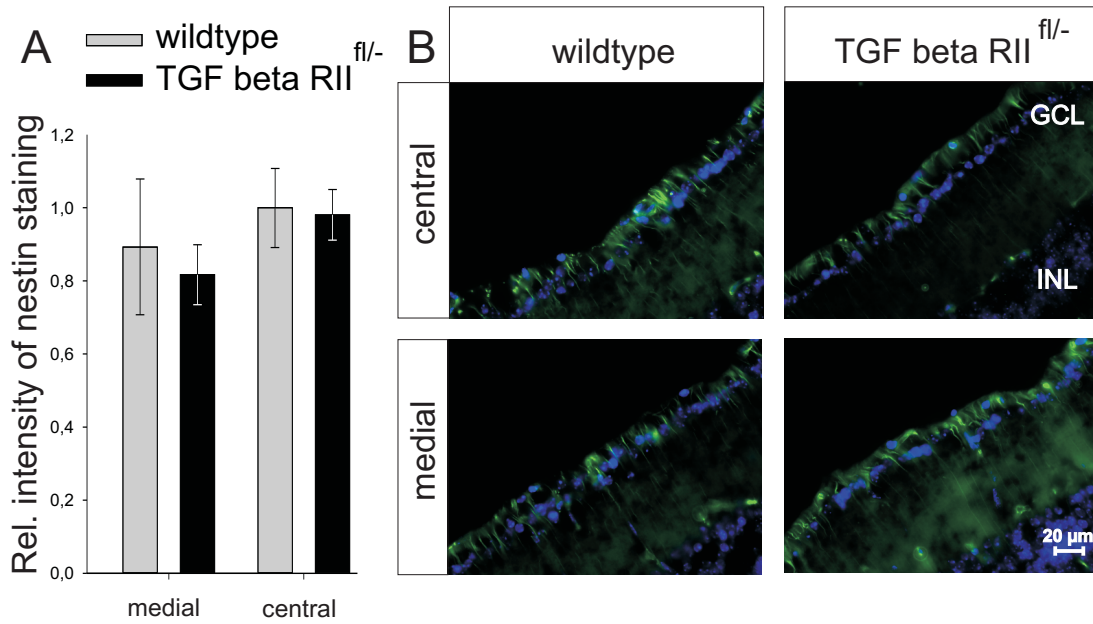 A
wildtype
TGF beta RII fl/-
Rel. intensity of nestin staining
1,2
1,0
0,8
0,6
0,4
0,2
0,0
medial
central
B
wildtype
TGF beta RII fl/-
central
GCL
INL
medial
20 µm